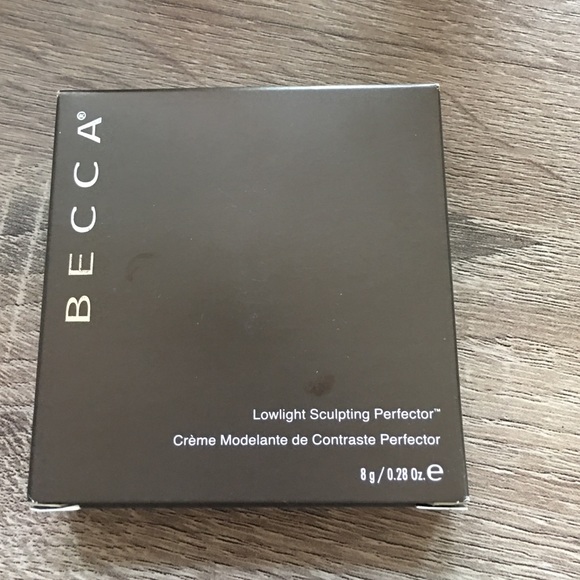 BECCA®
Lowlight Sculpting Perfector™
Crème Modelante de Contraste Perfector
8 g / 0.28 Oz. ℮